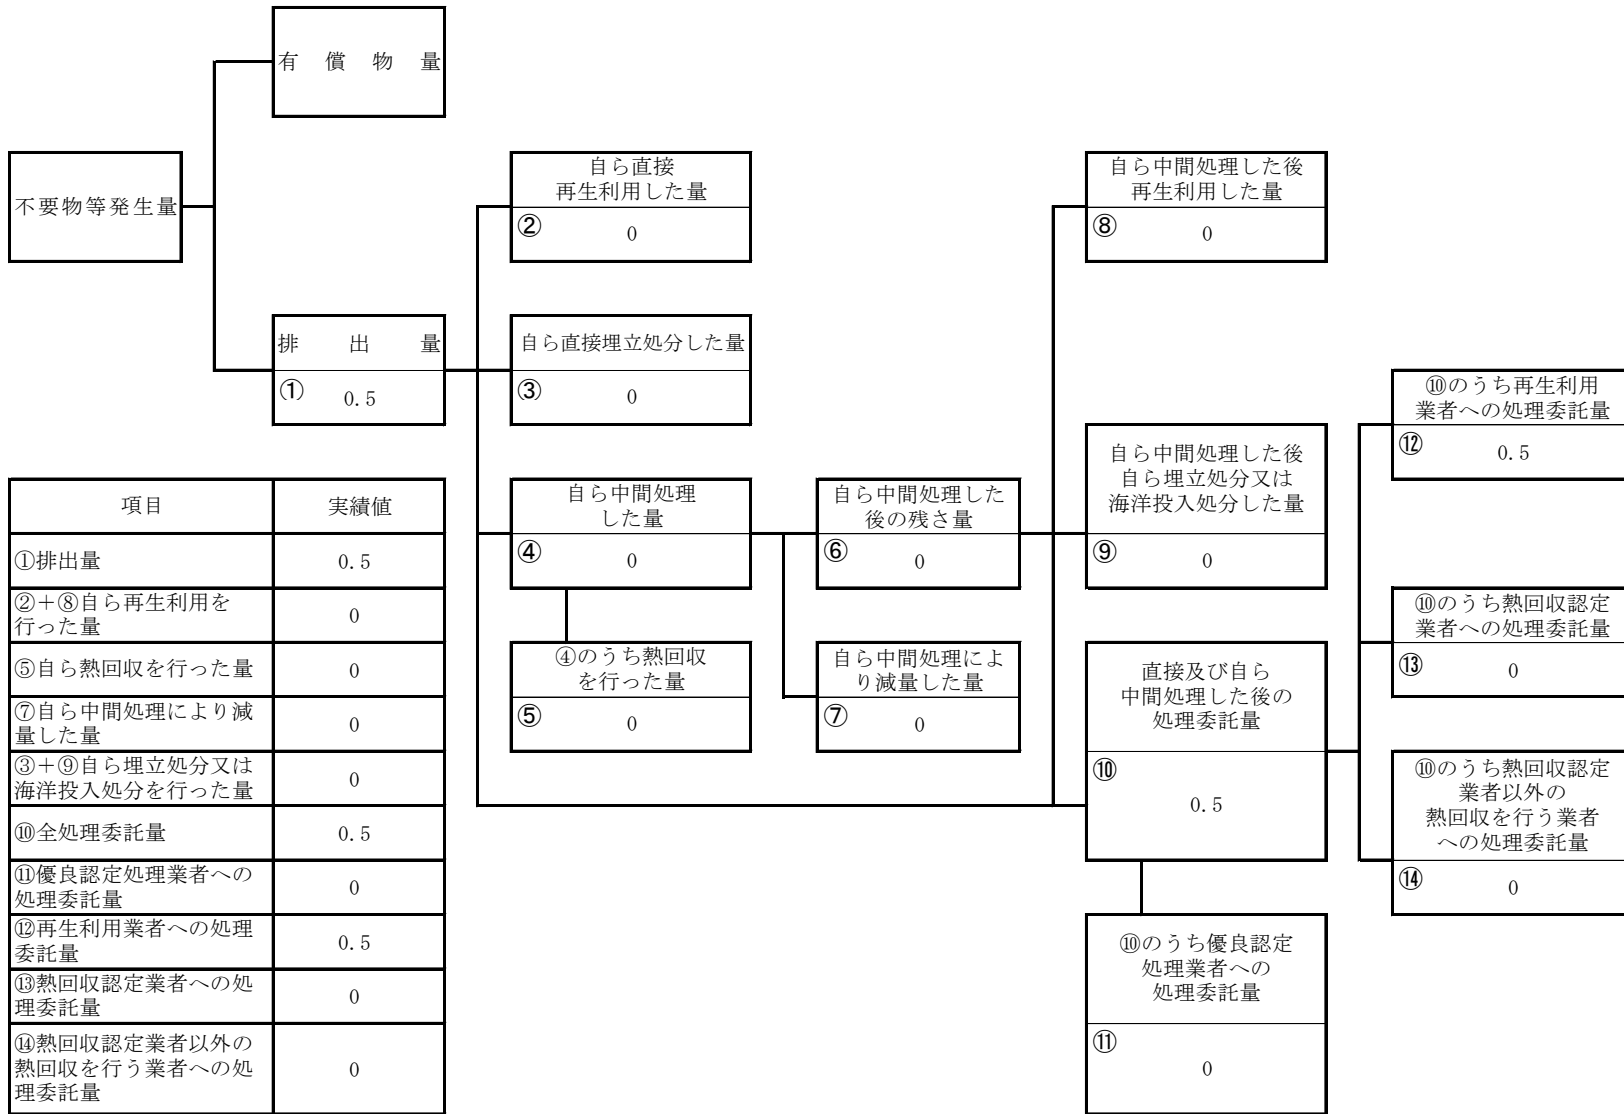 有償物量
不要物等発生量
排出量
①
0.5
自ら直接
再生利用した量
②
0
自ら直接埋立処分した量
③
0
自ら中間処理
した量
④
0
④のうち熱回収
を行った量
⑤
0
自ら中間処理した
後の残さ量
⑥
0
自ら中間処理によ
り減量した量
⑦
0
自ら中間処理した後
再生利用した量
⑧
0
自ら中間処理した後
自ら埋立処分又は
海洋投入処分した量
⑨
0
直接及び自ら
中間処理した後の
処理委託量
⑩
0.5
⑩のうち優良認定
処理業者への
処理委託量
⑪
0
⑩のうち再生利用
業者への処理委託量
⑫
0.5
⑩のうち熱回収認定
業者への処理委託量
⑬
0
⑩のうち熱回収認定
業者以外の
熱回収を行う業者
への処理委託量
⑭
0
項目 実績値
①排出量 0.5
②+⑧自ら再生利用を
行った量 0
⑤自ら熱回収を行った量 0
⑦自ら中間処理により減
量した量 0
③+⑨自ら埋立処分又は
海洋投入処分を行った量 0
⑩全処理委託量 0.5
⑪優良認定処理業者への
処理委託量 0
⑫再生利用業者への処理
委託量 0.5
⑬熱回収認定業者への処
理委託量 0
⑭熱回収認定業者以外の
熱回収を行う業者への処
理委託量 0